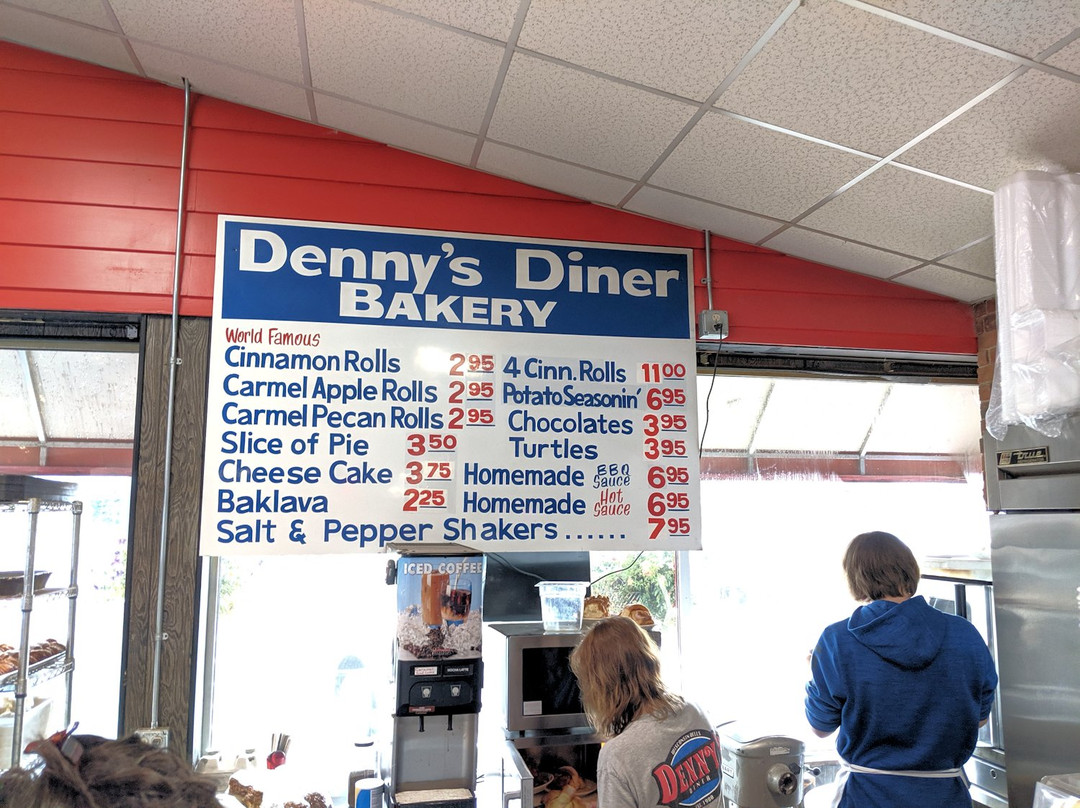 Denny's Diner
BAKERY
World Famous
Cinnamon Rolls 2.95
Carmel Apple Rolls 2.95
Carmel Pecan Rolls 2.95
Slice of Pie 3.50
Cheese Cake 3.75
Baklava 2.25
4 Cinn. Rolls 11.00
Potato Seasonin' 6.95
Chocolates 3.95
Turtles 3.95
Homemade BBQ Sauce 6.95
Homemade Hot Sauce 6.95
Salt & Pepper Shakers ...... 7.95
ICED COFFEE
DENNY'S
true